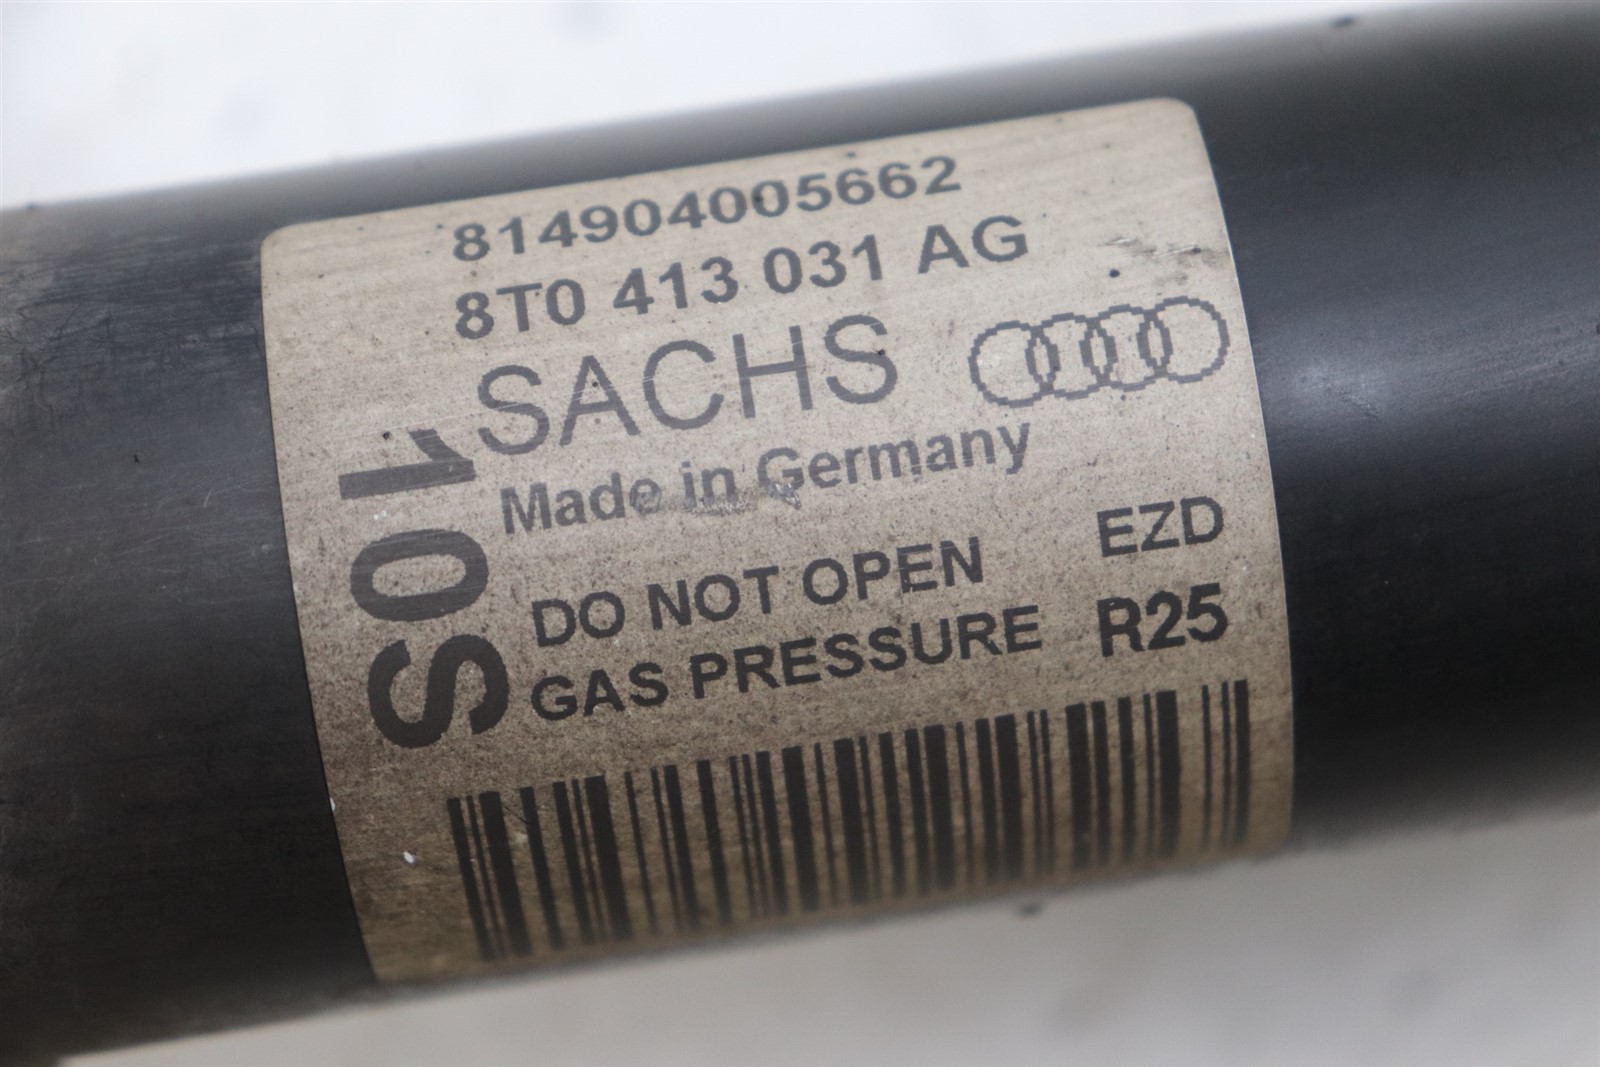 814904005662
8T0 413 031 AG
SACHS
Made in Germany
DO NOT OPEN EZD
GAS PRESSURE R25
S01